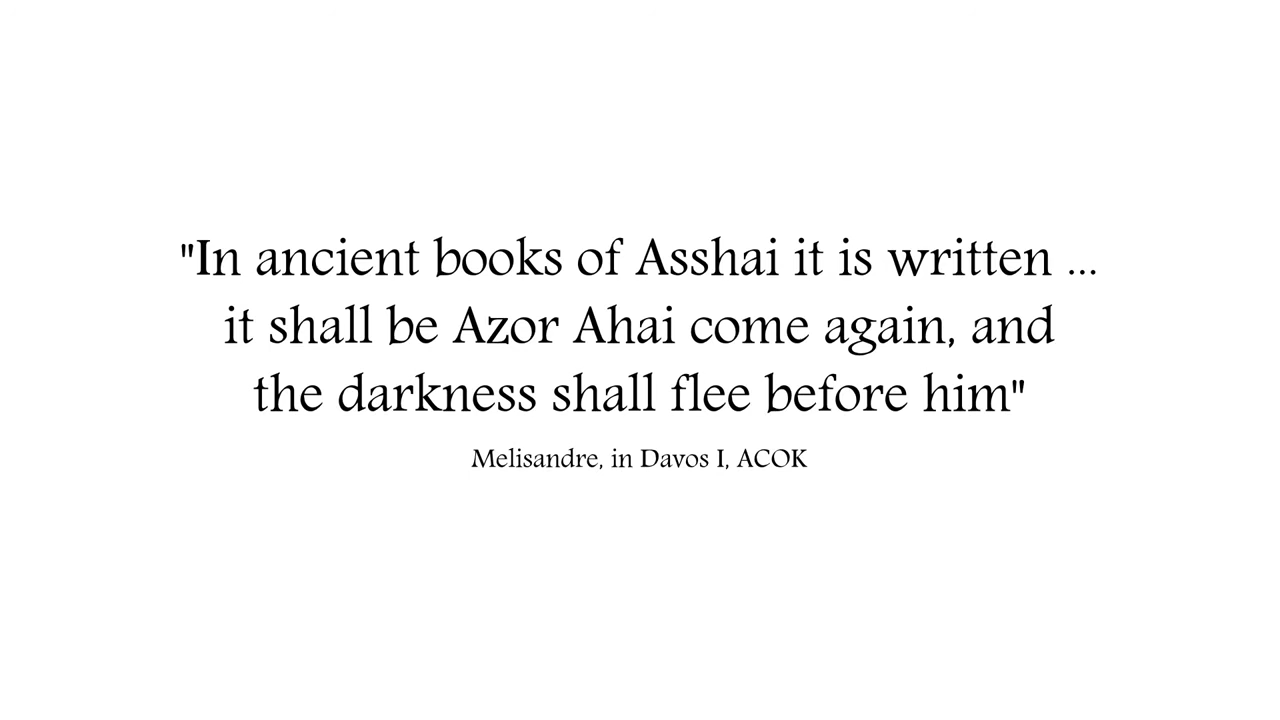 "In ancient books of Asshai it is written ...
it shall be Azor Ahai come again, and
the darkness shall flee before him"
Melisandre, in Davos I, ACOK